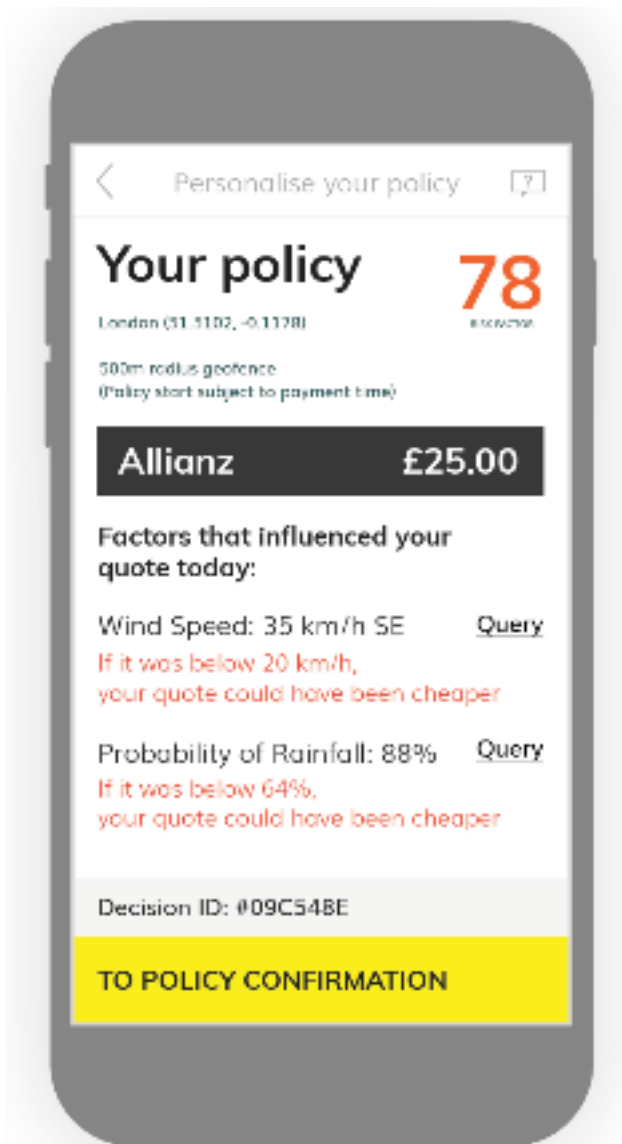 Personalise your policy
?
Your policy
78
London (51.5102, -0.1178)
RISK FACTOR
500m radius geofence
(Policy start subject to payment time)
Allianz £25.00
Factors that influenced your
quote today:
Wind Speed: 35 km/h SE Query
If it was below 20 km/h,
your quote could have been cheaper
Probability of Rainfall: 88% Query
If it was below 64%,
your quote could have been cheaper
Decision ID: #09C548E
TO POLICY CONFIRMATION